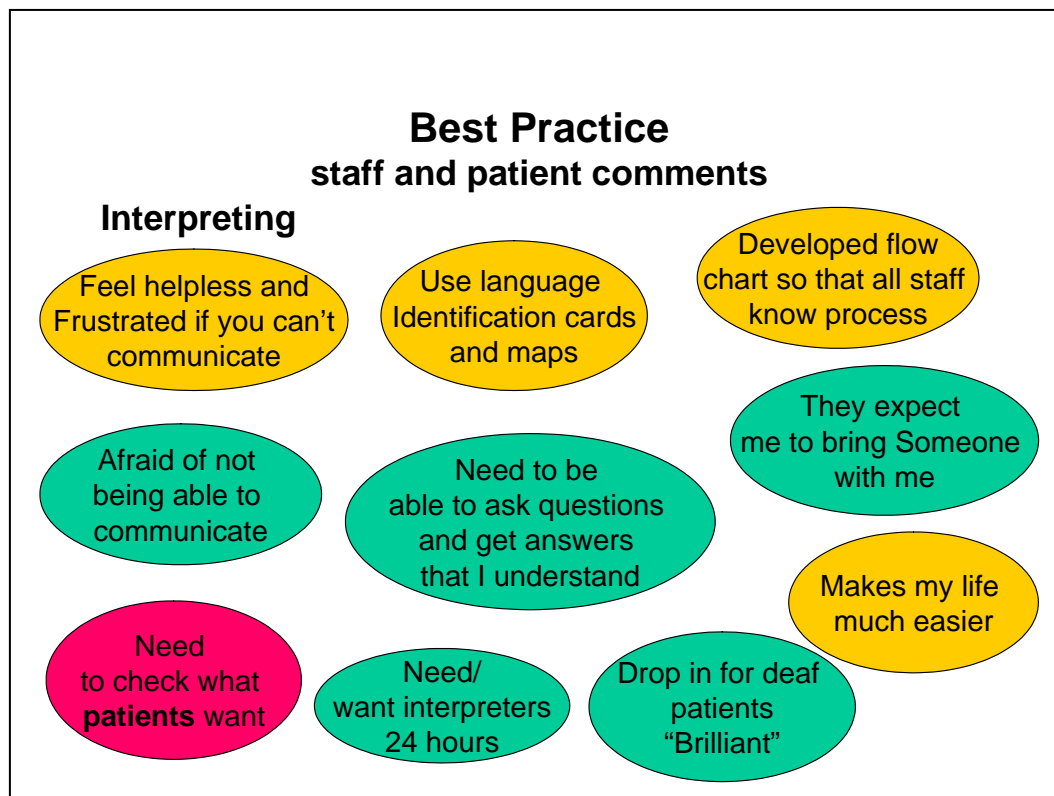 Best Practice
staff and patient comments
Interpreting
Feel helpless and
Frustrated if you can’t
communicate
Use language
Identification cards
and maps
Developed flow
chart so that all staff
know process
Afraid of not
being able to
communicate
Need to be
able to ask questions
and get answers
that I understand
They expect
me to bring Someone
with me
Makes my life
much easier
Need
to check what
patients want
Need/
want interpreters
24 hours
Drop in for deaf
patients
“Brilliant”